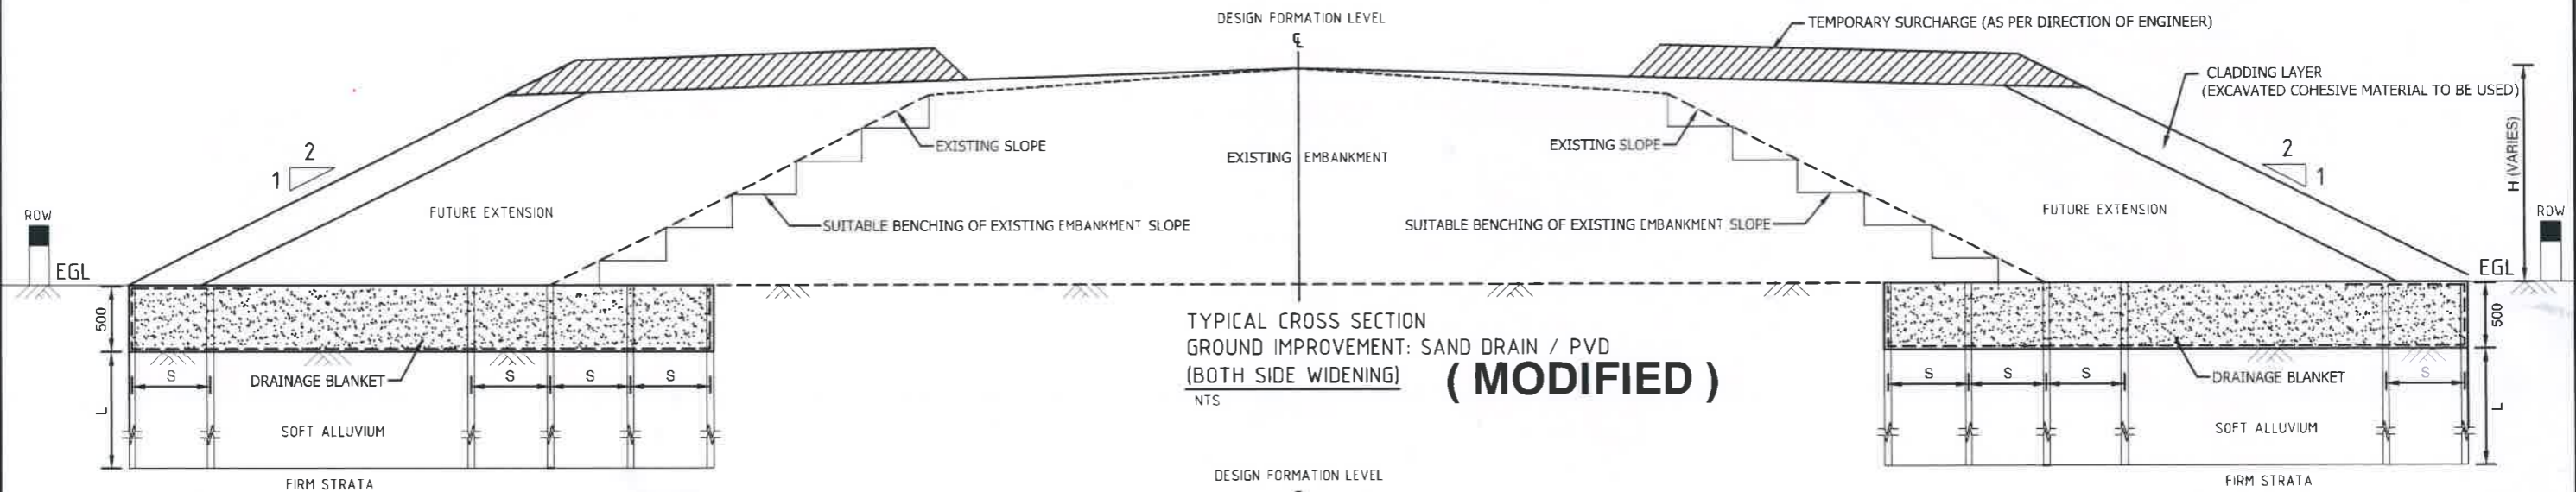 DESIGN FORMATION LEVEL
℄
TEMPORARY SURCHARGE (AS PER DIRECTION OF ENGINEER)
CLADDING LAYER
(EXCAVATED COHESIVE MATERIAL TO BE USED)
H (VARIES)
2
1
EXISTING SLOPE
EXISTING EMBANKMENT
EXISTING SLOPE
2
1
ROW
FUTURE EXTENSION
SUITABLE BENCHING OF EXISTING EMBANKMENT SLOPE
SUITABLE BENCHING OF EXISTING EMBANKMENT SLOPE
FUTURE EXTENSION
ROW
EGL
EGL
500
500
TYPICAL CROSS SECTION
GROUND IMPROVEMENT: SAND DRAIN / PVD
(BOTH SIDE WIDENING)
( MODIFIED )
NTS
S
DRAINAGE BLANKET
S
S
S
S
S
S
DRAINAGE BLANKET
S
L
SOFT ALLUVIUM
SOFT ALLUVIUM
L
FIRM STRATA
DESIGN FORMATION LEVEL
FIRM STRATA